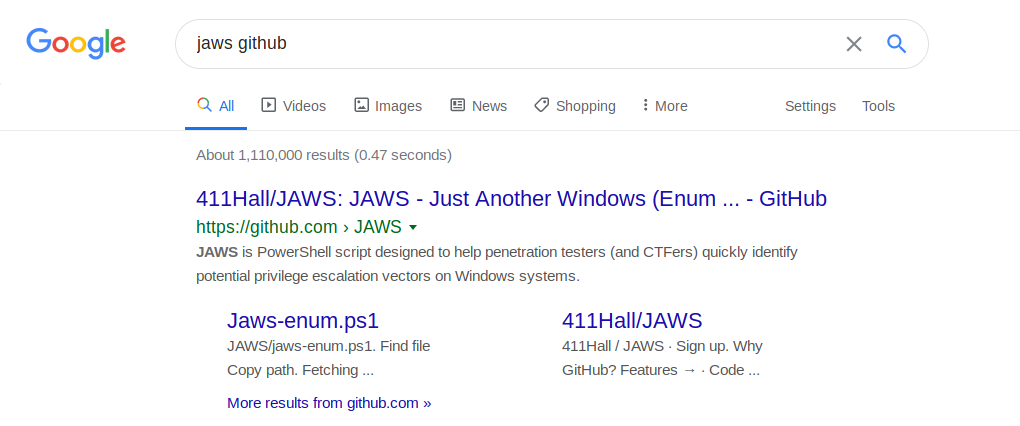 Google
jaws github
All Videos Images News Shopping More Settings Tools
About 1,110,000 results (0.47 seconds)
411Hall/JAWS: JAWS - Just Another Windows (Enum ... - GitHub
https://github.com › JAWS
JAWS is PowerShell script designed to help penetration testers (and CTFers) quickly identify
potential privilege escalation vectors on Windows systems.
Jaws-enum.ps1
JAWS/jaws-enum.ps1. Find file
Copy path. Fetching ...
411Hall/JAWS
411Hall / JAWS · Sign up. Why
GitHub? Features → · Code ...
More results from github.com »